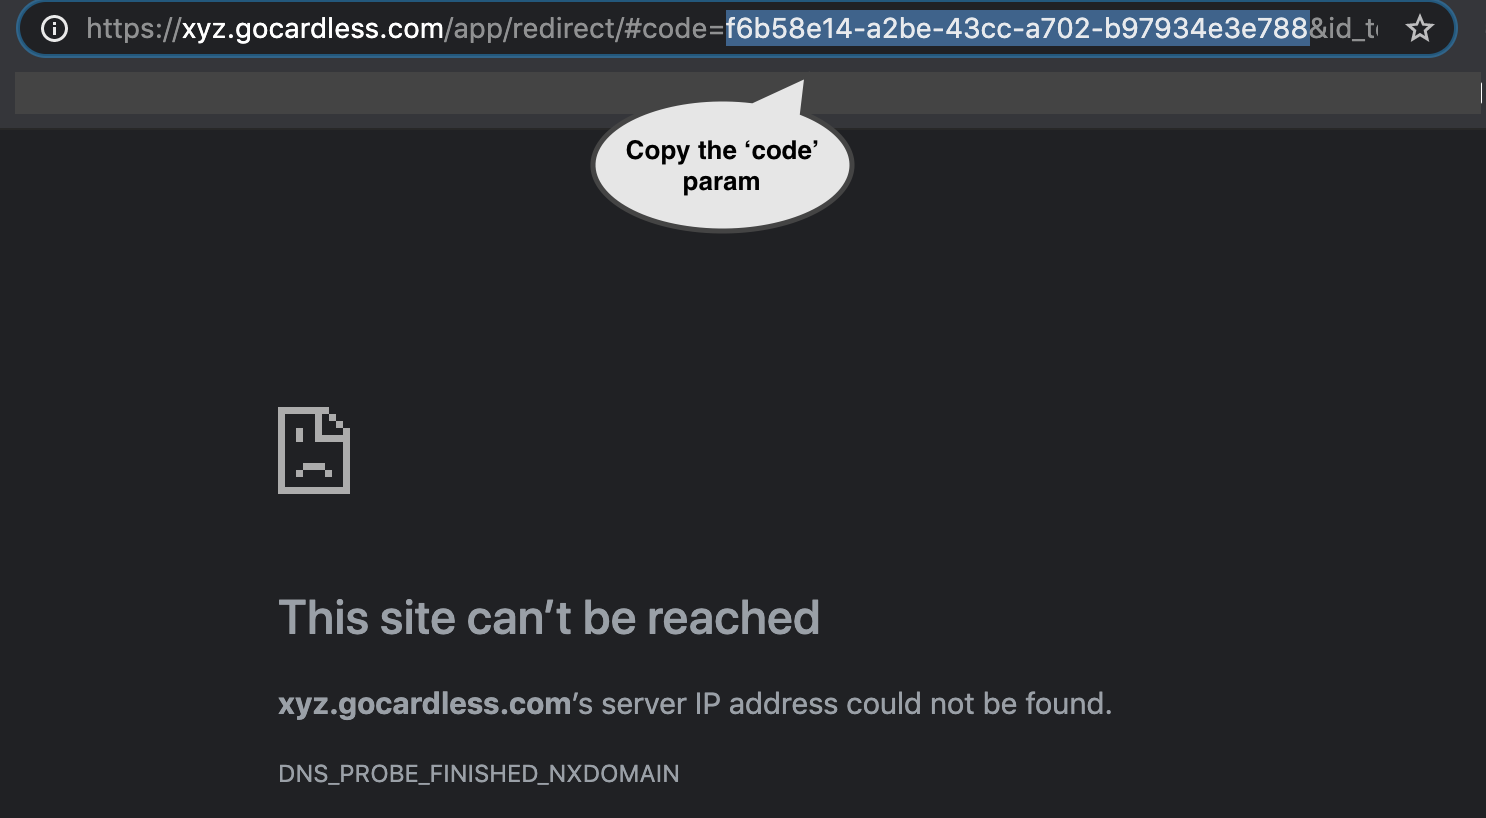 https://xyz.gocardless.com/app/redirect/#code=f6b58e14-a2be-43cc-a702-b97934e3e788&id_t
Copy the ‘code’
param
This site can’t be reached
xyz.gocardless.com’s server IP address could not be found.
DNS_PROBE_FINISHED_NXDOMAIN